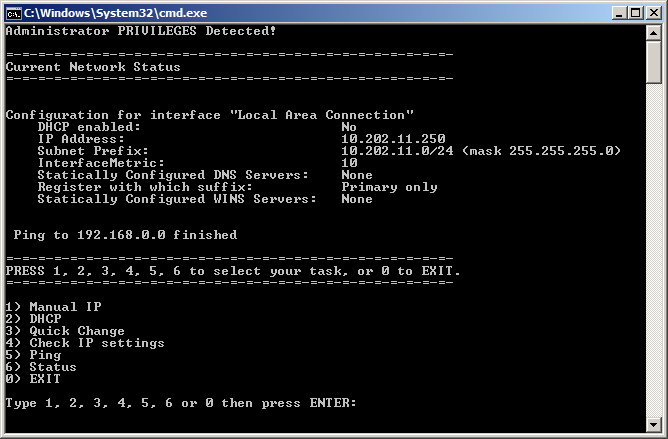 C:\Windows\System32\cmd.exe
Administrator PRIVILEGES Detected!
-=-=-=-=-=-=-=-=-=-=-=-=-=-=-=-=-=-=-=-=-=-=-=-=-=-=-=-
Current Network Status
-=-=-=-=-=-=-=-=-=-=-=-=-=-=-=-=-=-=-=-=-=-=-=-=-=-=-=-
Configuration for interface "Local Area Connection"
DHCP enabled: No
IP Address: 10.202.11.250
Subnet Prefix: 10.202.11.0/24 (mask 255.255.255.0)
InterfaceMetric: 10
Statically Configured DNS Servers: None
Register with which suffix: Primary only
Statically Configured WINS Servers: None
Ping to 192.168.0.0 finished
-=-=-=-=-=-=-=-=-=-=-=-=-=-=-=-=-=-=-=-=-=-=-=-=-=-=-=-
PRESS 1, 2, 3, 4, 5, 6 to select your task, or 0 to EXIT.
-=-=-=-=-=-=-=-=-=-=-=-=-=-=-=-=-=-=-=-=-=-=-=-=-=-=-=-
1) Manual IP
2) DHCP
3) Quick Change
4) Check IP settings
5) Ping
6) Status
0) EXIT
Type 1, 2, 3, 4, 5, 6 or 0 then press ENTER: